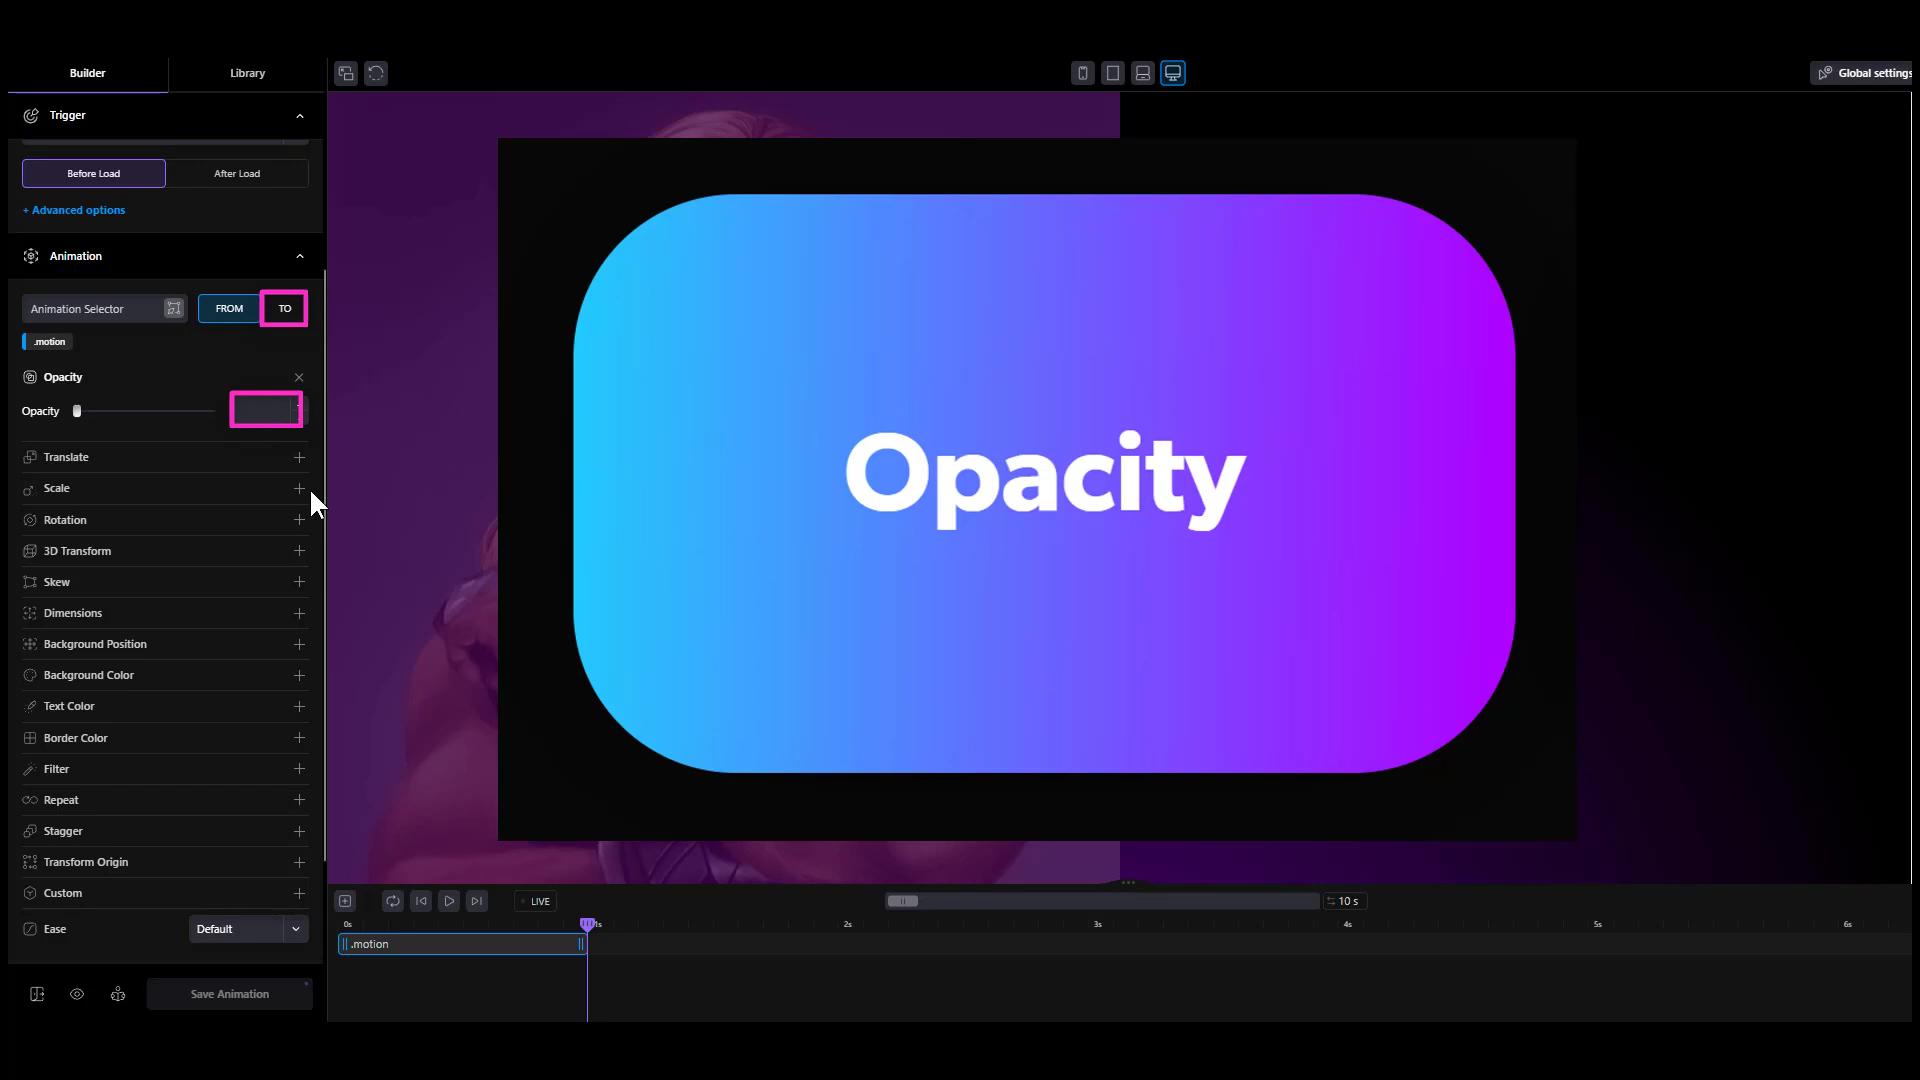 Builder
Library
Global settings
Trigger
Before Load
After Load
+ Advanced options
Animation
Animation Selector
FROM
TO
.motion
Opacity
Opacity
Translate
Scale
Rotation
3D Transform
Skew
Dimensions
Background Position
Background Color
Text Color
Border Color
Filter
Repeat
Stagger
Transform Origin
Custom
Ease
Default
Save Animation
Opacity
LIVE
10 s
0s
1s
2s
3s
4s
5s
6s
.motion